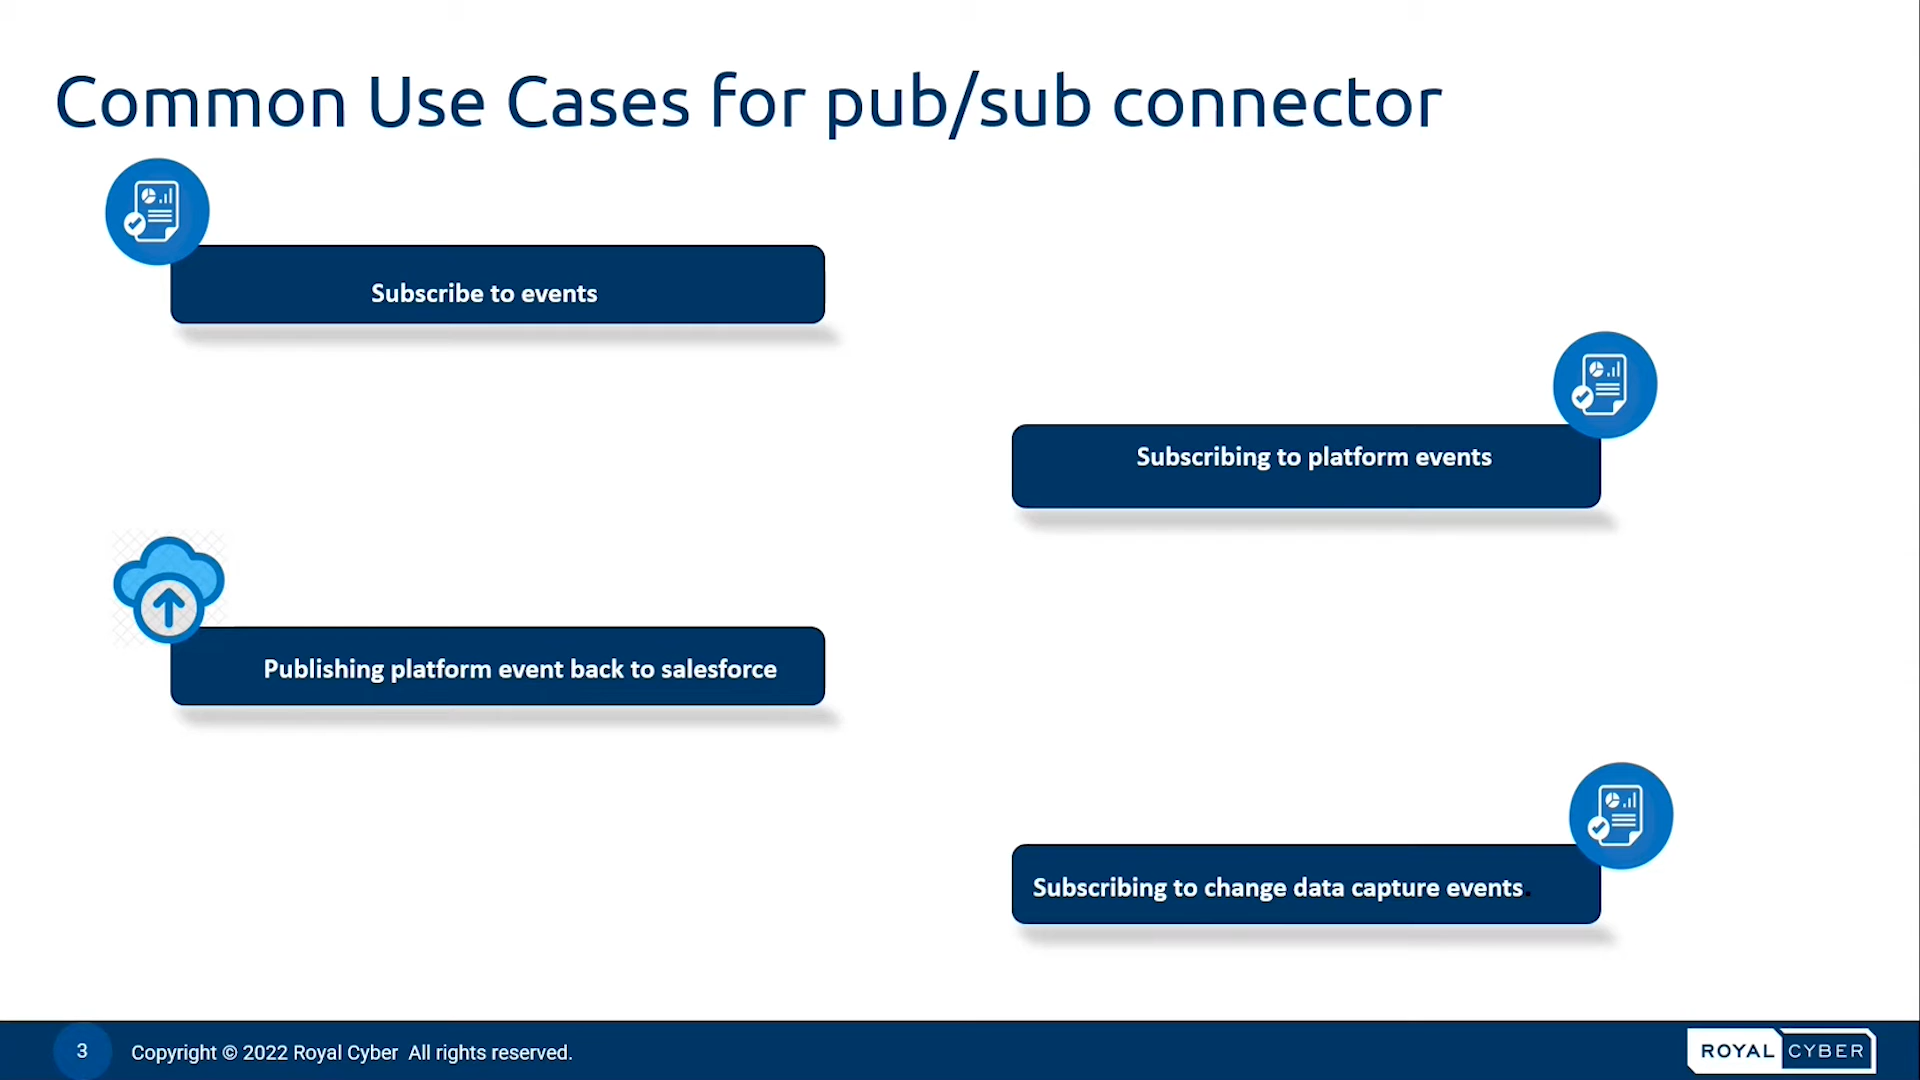 Common Use Cases for pub/sub connector
Subscribe to events
Subscribing to platform events
Publishing platform event back to salesforce
Subscribing to change data capture events.
3
Copyright © 2022 Royal Cyber All rights reserved.
ROYAL CYBER